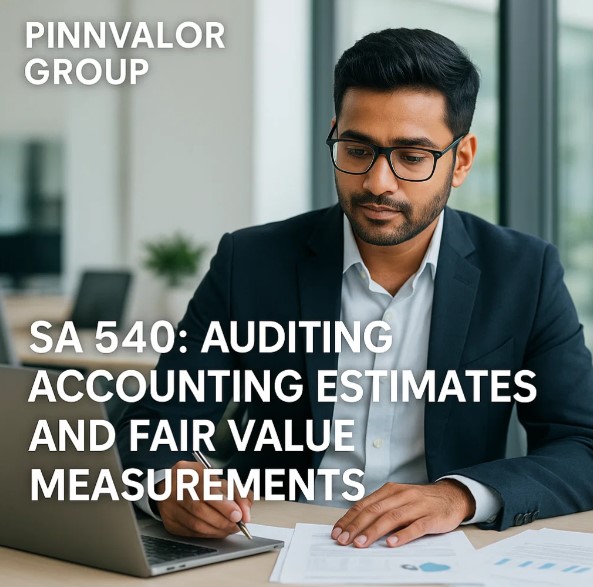 PINNVALOR
GROUP
SA 540: AUDITING
ACCOUNTING ESTIMATES
AND FAIR VALUE
MEASUREMENTS